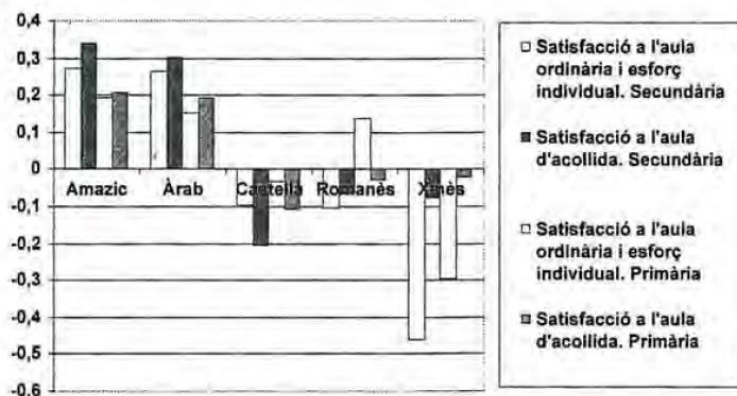 0,4
0,3
0,2
0,1
0
-0,1
-0,2
-0,3
-0,4
-0,5
-0,6
Amazic Àrab Castellà Romanès Xinès
Satisfacció a l'aula
ordinària i esforç
individual. Secundària
Satisfacció a l'aula
d'acollida. Secundària
Satisfacció a l'aula
ordinària i esforç
individual. Primària
Satisfacció a l'aula
d'acollida. Primària